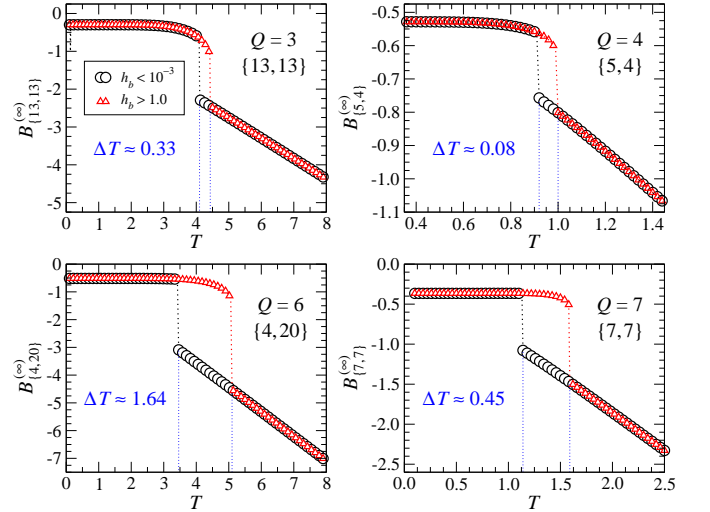 0
-1
-2
-3
-4
-5
B_{13,13}^(∞)
Q = 3
{13,13}
h_b < 10^-3
h_b > 1.0
ΔT ≈ 0.33
0 1 2 3 4 5 6 7 8
T
-0.5
-0.6
-0.7
-0.8
-0.9
-1.0
-1.1
B_{5,4}^(∞)
Q = 4
{5,4}
ΔT ≈ 0.08
0.4 0.6 0.8 1.0 1.2 1.4
T
0
-1
-2
-3
-4
-5
-6
-7
B_{4,20}^(∞)
Q = 6
{4,20}
ΔT ≈ 1.64
0 1 2 3 4 5 6 7 8
T
0.0
-0.5
-1.0
-1.5
-2.0
-2.5
B_{7,7}^(∞)
Q = 7
{7,7}
ΔT ≈ 0.45
0.0 0.5 1.0 1.5 2.0 2.5
T